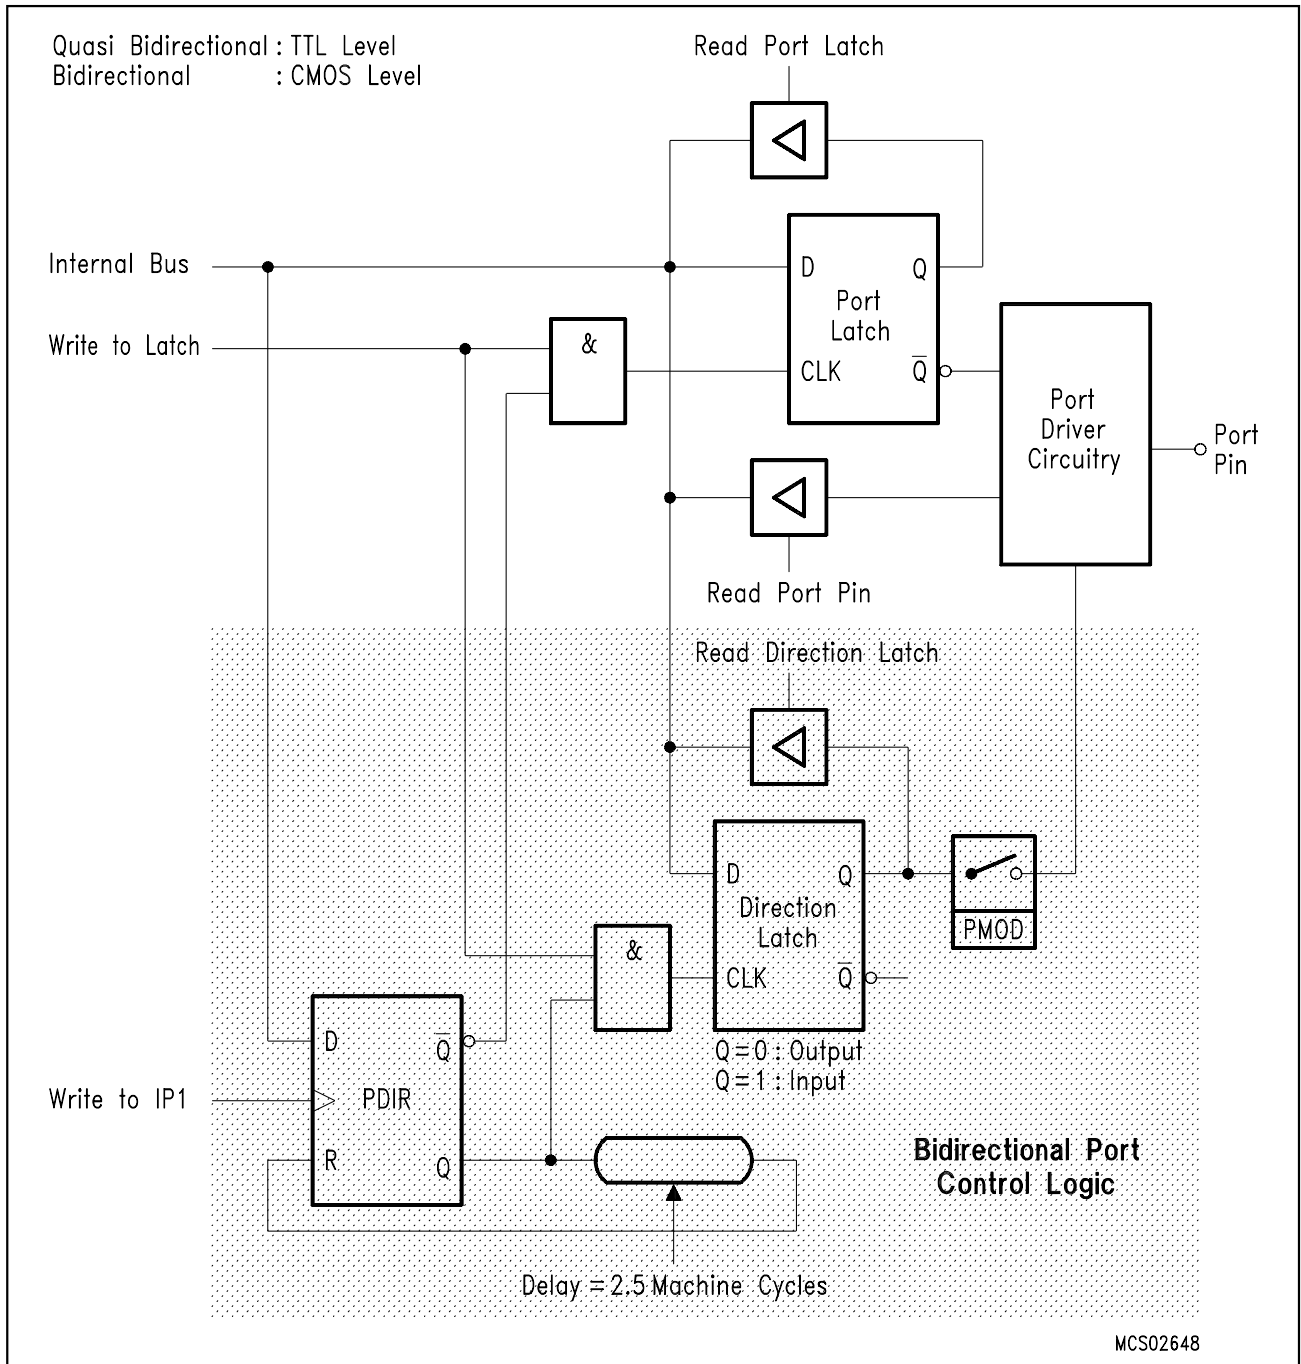 Quasi Bidirectional : TTL Level
Bidirectional : CMOS Level
Read Port Latch
Internal Bus
D
Q
Port
Latch
Write to Latch
&
CLK
Q̅
Port
Driver
Circuitry
Port
Pin
Read Port Pin
Read Direction Latch
D
Q
Direction
Latch
PMOD
&
CLK
Q̅
Q=0 : Output
Q=1 : Input
D
Q̅
Write to IP1
PDIR
R
Q
Bidirectional Port
Control Logic
Delay = 2.5 Machine Cycles
MCS02648